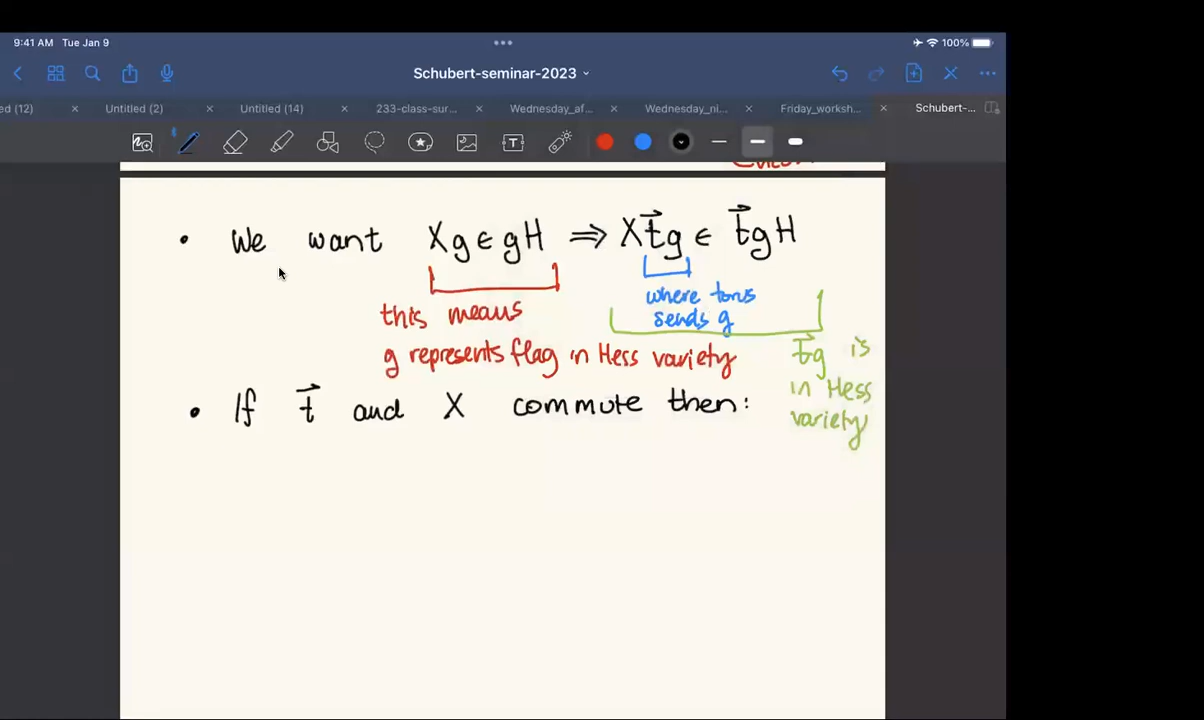 9:41 AM Tue Jan 9
100%
Schubert-seminar-2023
ed (12)
Untitled (2)
Untitled (14)
233-class-sur...
Wednesday_af...
Wednesday_ni...
Friday_worksh...
Schubert-...
T
• We want Xg ∈ gH ⇒ Xt⃗g ∈ t⃗gH
where torus
sends g
this means
g represents flag in Hess variety
t⃗g is
in Hess
variety
• If t⃗ and X commute then: